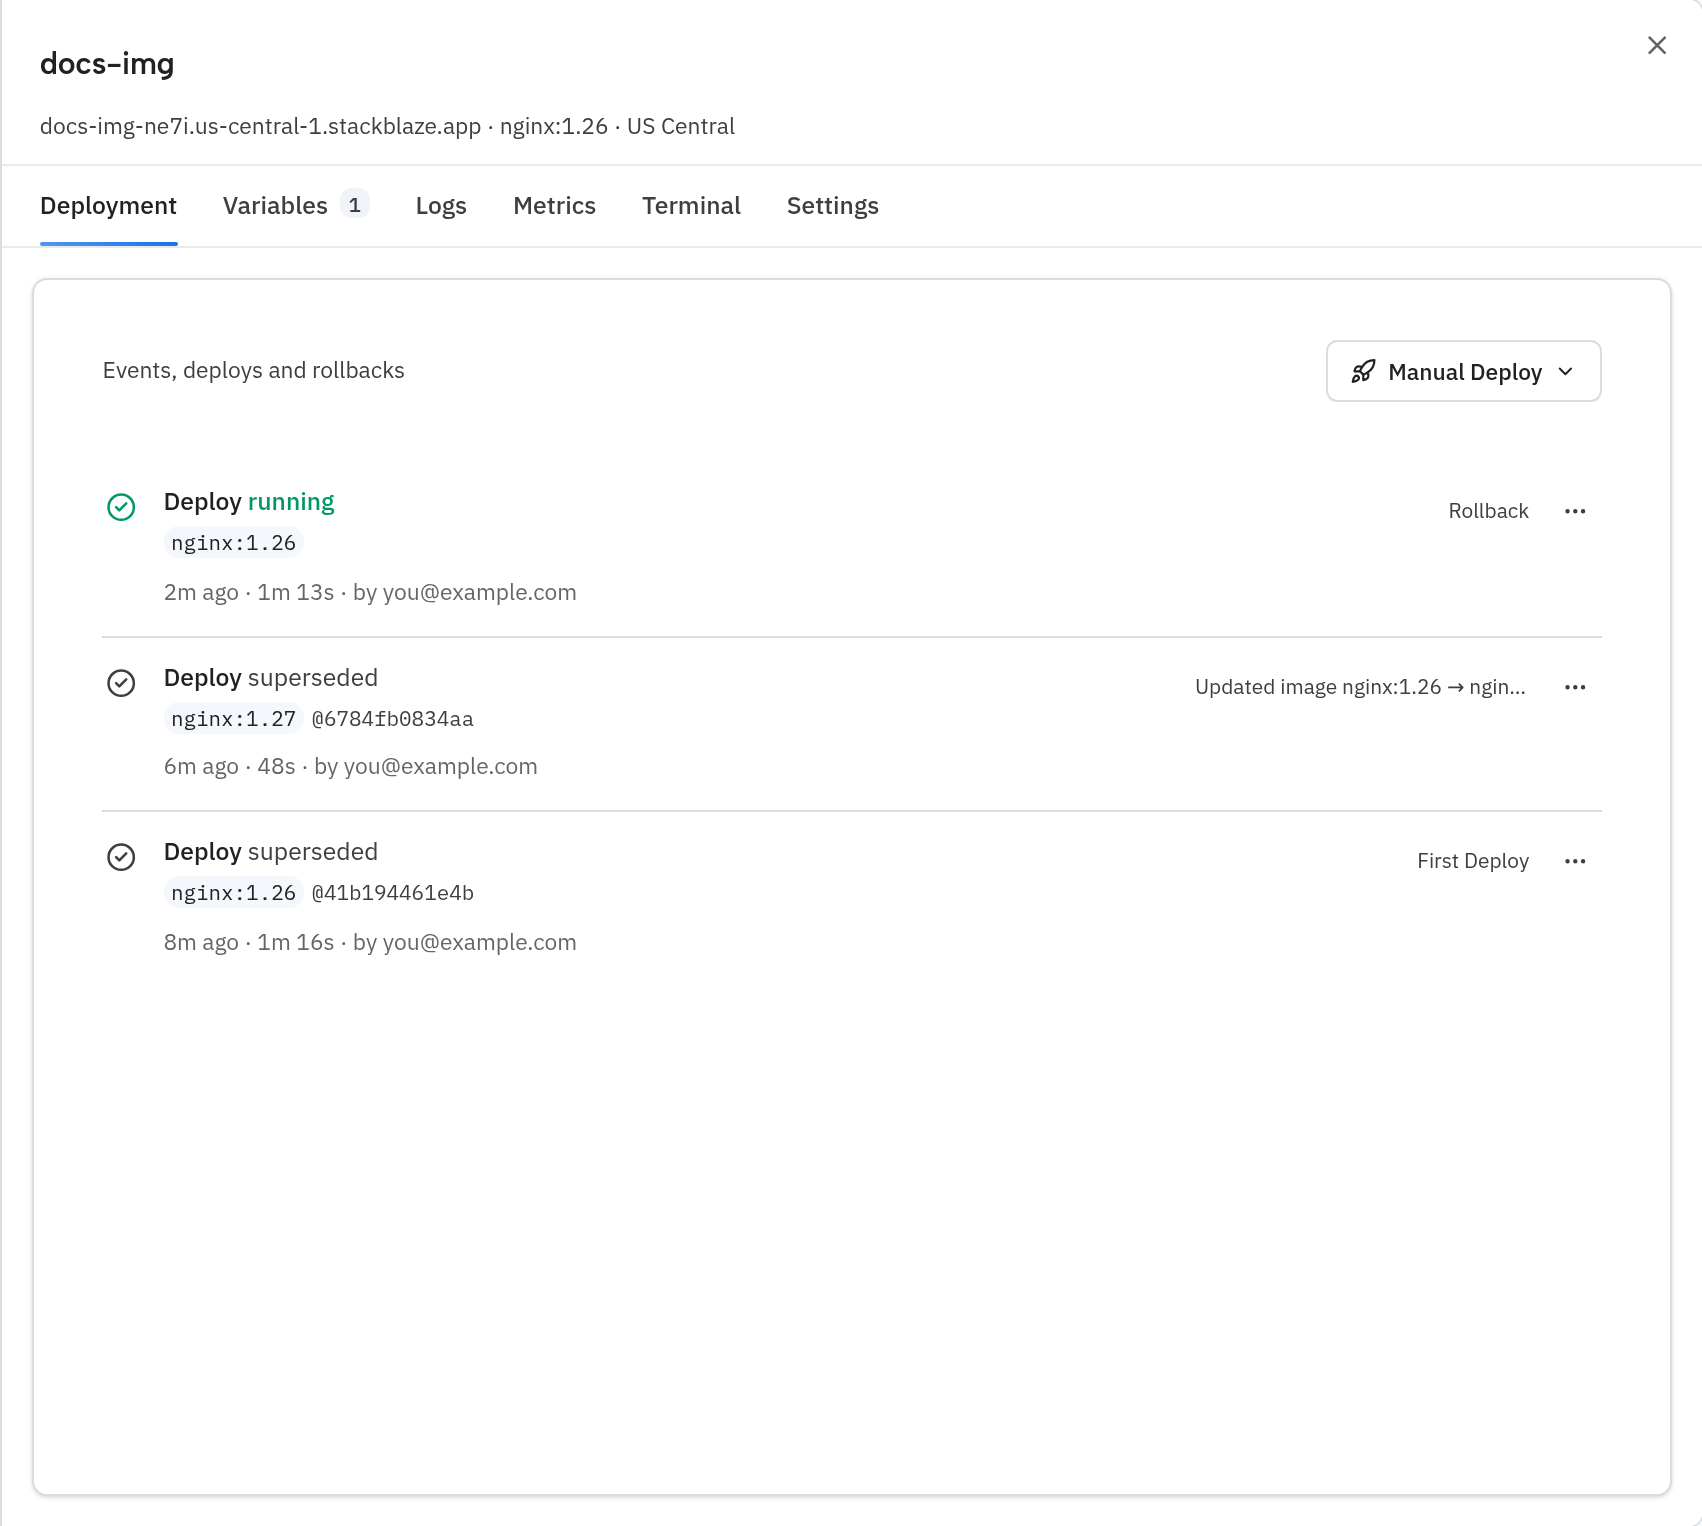 docs-img
docs-img-ne7i.us-central-1.stackblaze.app · nginx:1.26 · US Central
Deployment Variables 1 Logs Metrics Terminal Settings
Events, deploys and rollbacks
Manual Deploy
Deploy running
Rollback
nginx:1.26
2m ago · 1m 13s · by you@example.com
Deploy superseded
Updated image nginx:1.26 → ngin...
nginx:1.27 @6784fb0834aa
6m ago · 48s · by you@example.com
Deploy superseded
First Deploy
nginx:1.26 @41b194461e4b
8m ago · 1m 16s · by you@example.com